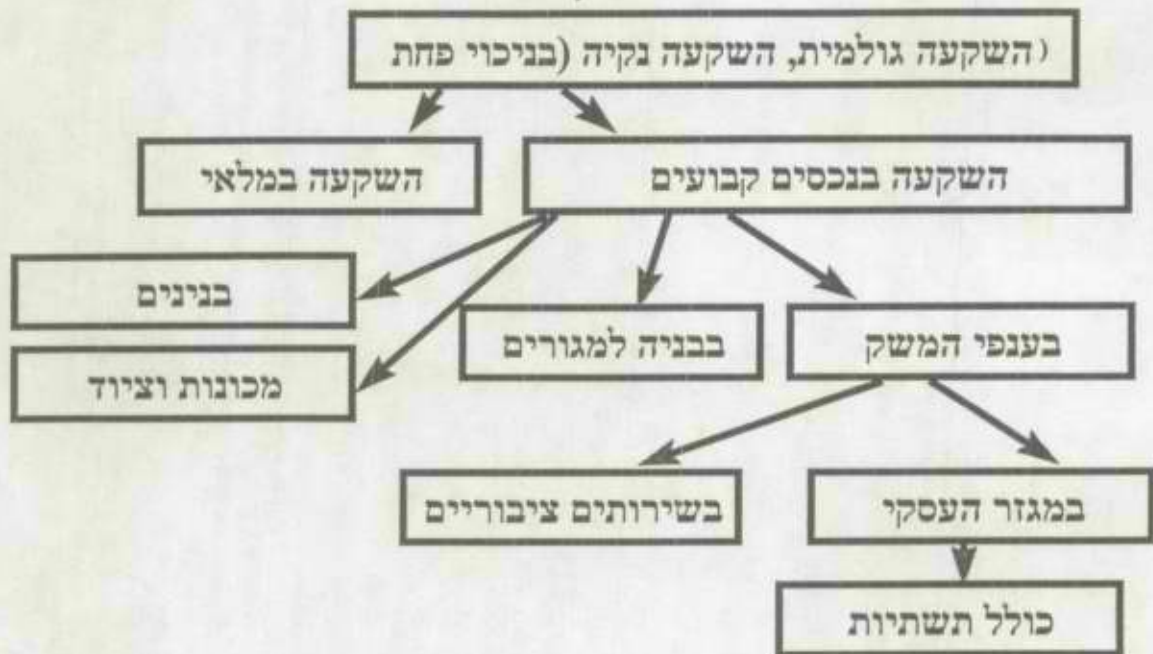 (השקעה גולמית, השקעה נקיה (בניכוי פחת
השקעה בנכסים קבועים
השקעה במלאי
בנינים
בענפי המשק
בבניה למגורים
מכונות וציוד
במגזר העסקי
בשירותים ציבוריים
כולל תשתיות